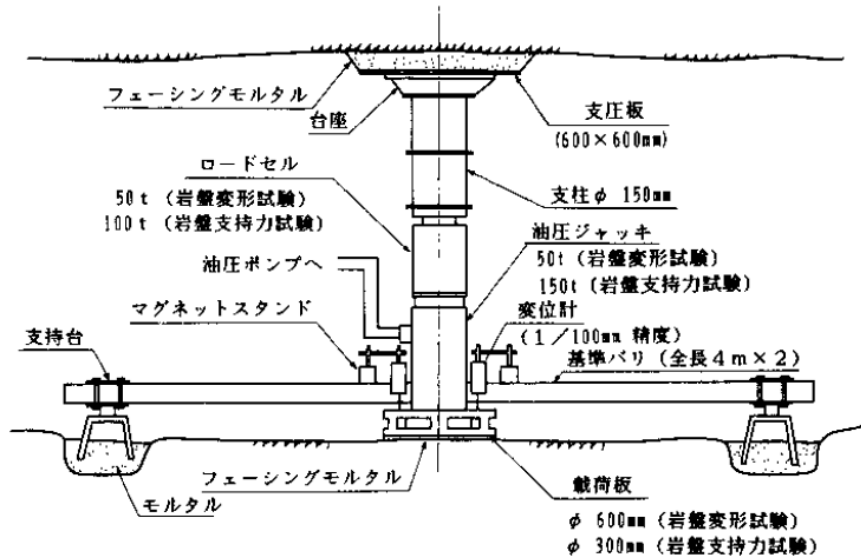 フェーシングモルタル
台座
支圧板
(600×600mm)
ロードセル
50t (岩盤変形試験)
100t (岩盤支持力試験)
支柱φ 150mm
油圧ジャッキ
50t (岩盤変形試験)
150t (岩盤支持力試験)
油圧ポンプへ
マグネットスタンド
変位計
(1/100mm 精度)
支持台
基準バリ (全長4m×2)
フェーシングモルタル
モルタル
載荷板
φ 600mm (岩盤変形試験)
φ 300mm (岩盤支持力試験)